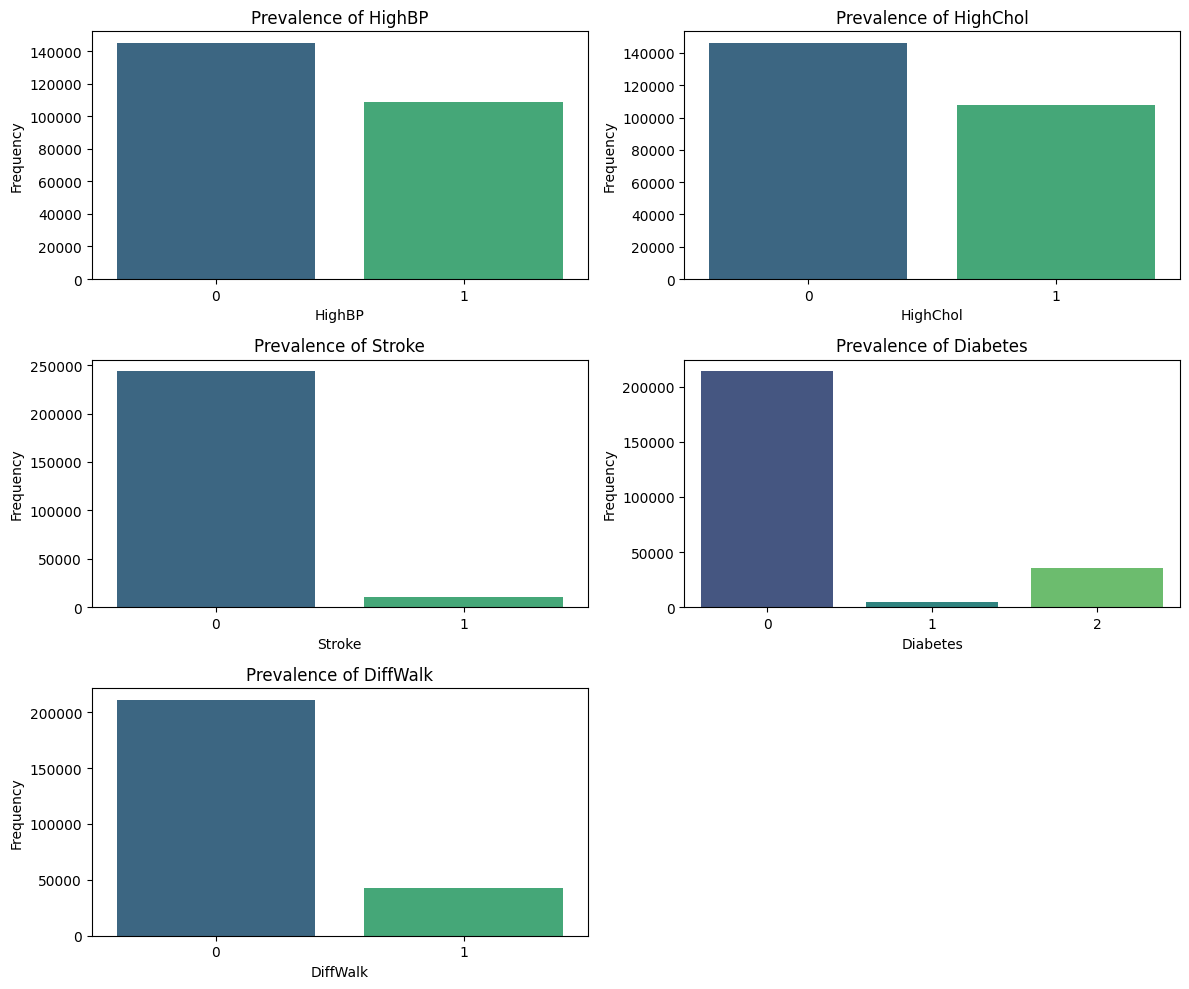 Prevalence of HighBP
Frequency
140000
120000
100000
80000
60000
40000
20000
0
0 1
HighBP
Prevalence of HighChol
Frequency
140000
120000
100000
80000
60000
40000
20000
0
0 1
HighChol
Prevalence of Stroke
Frequency
250000
200000
150000
100000
50000
0
0 1
Stroke
Prevalence of Diabetes
Frequency
200000
150000
100000
50000
0
0 1 2
Diabetes
Prevalence of DiffWalk
Frequency
200000
150000
100000
50000
0
0 1
DiffWalk